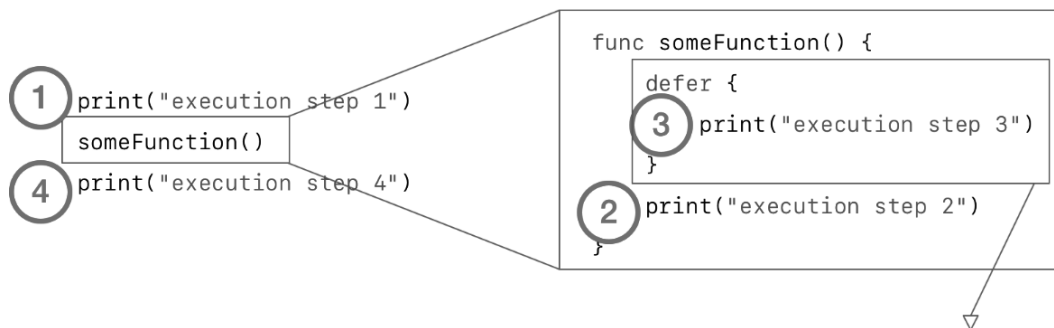 1
print("execution step 1")
someFunction()
4
print("execution step 4")
func someFunction() {
defer {
3
print("execution step 3")
}
2
print("execution step 2")
}